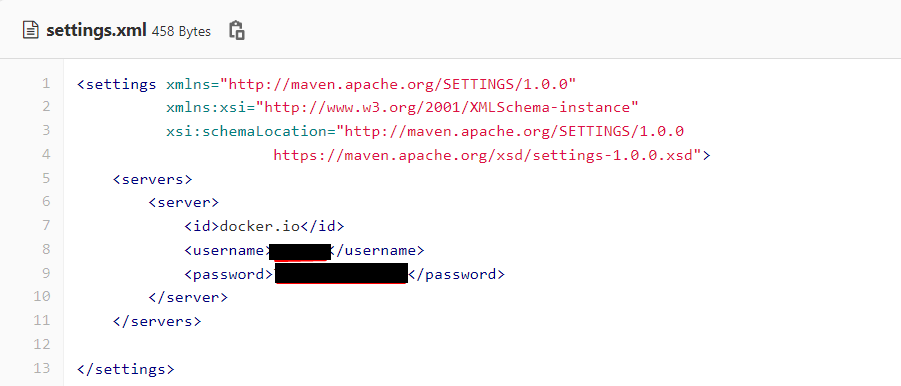 settings.xml 458 Bytes
1 <settings xmlns="http://maven.apache.org/SETTINGS/1.0.0"
2 xmlns:xsi="http://www.w3.org/2001/XMLSchema-instance"
3 xsi:schemaLocation="http://maven.apache.org/SETTINGS/1.0.0
4 https://maven.apache.org/xsd/settings-1.0.0.xsd">
5 <servers>
6 <server>
7 <id>docker.io</id>
8 <username></username>
9 <password></password>
10 </server>
11 </servers>
12
13 </settings>